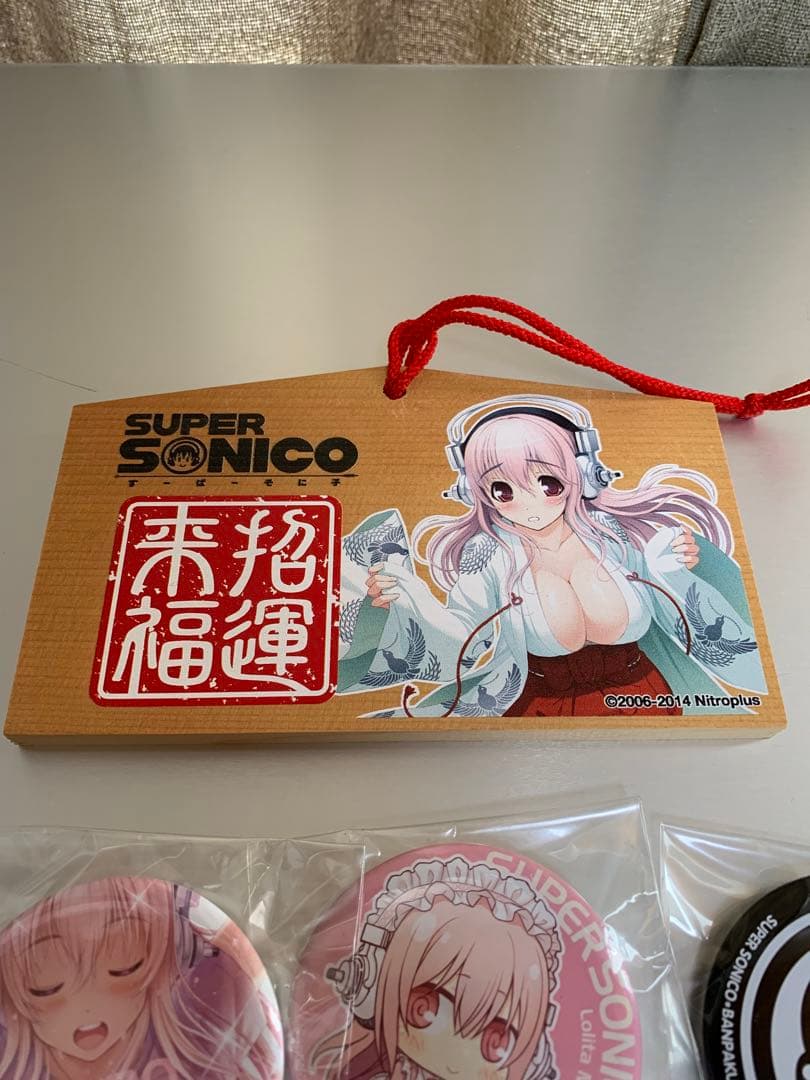 SUPER
SONICO
すーぱーそに子
招運
来福
©2006-2014 Nitroplus
SUPER SONI
Lolita
SUPER SONICO★BANPAK